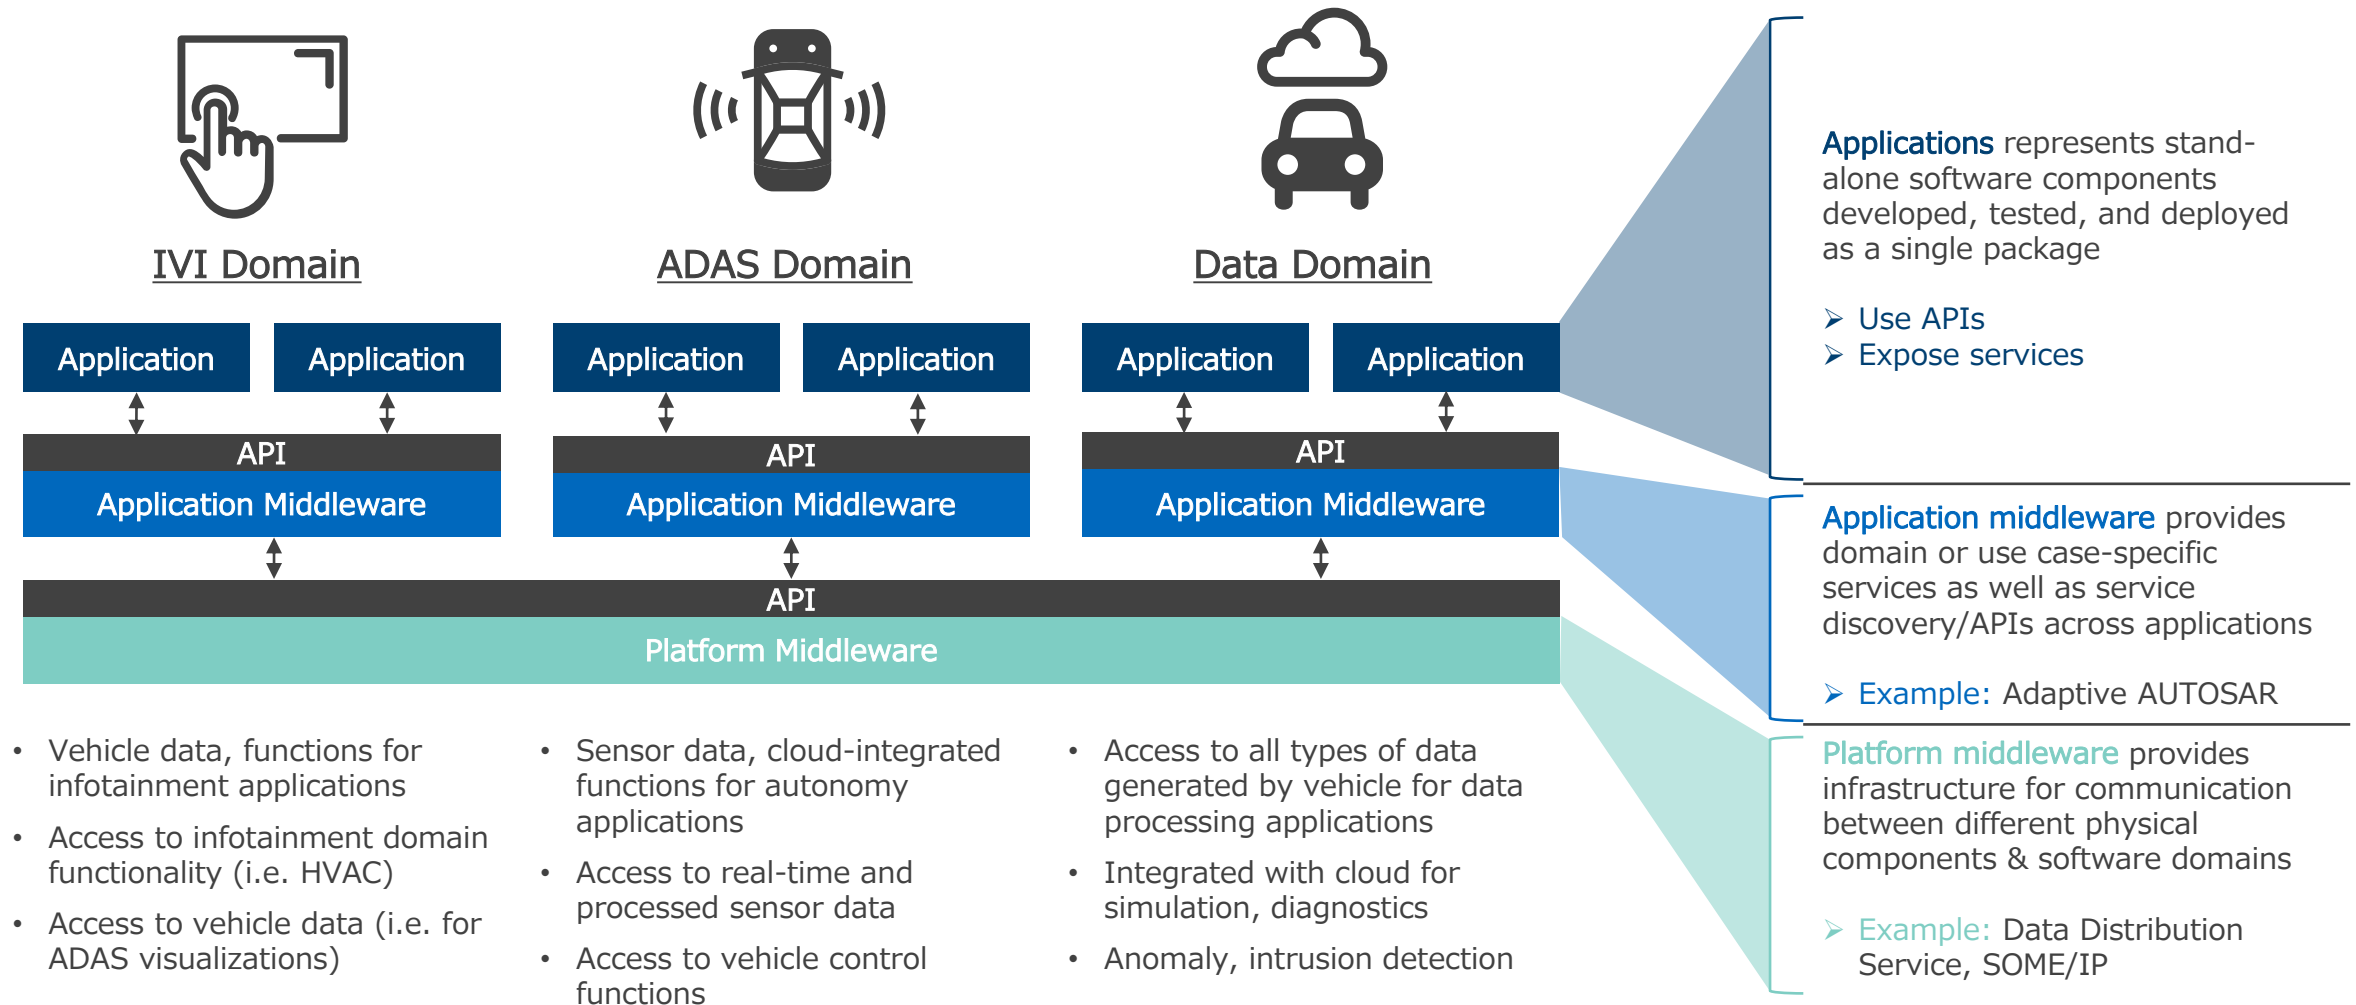 IVI Domain
ADAS Domain
Data Domain
Application
Application
Application
Application
Application
Application
API
API
API
Application Middleware
Application Middleware
Application Middleware
API
Platform Middleware
• Vehicle data, functions for
infotainment applications
• Access to infotainment domain
functionality (i.e. HVAC)
• Access to vehicle data (i.e. for
ADAS visualizations)
• Sensor data, cloud-integrated
functions for autonomy
applications
• Access to real-time and
processed sensor data
• Access to vehicle control
functions
• Access to all types of data
generated by vehicle for data
processing applications
• Integrated with cloud for
simulation, diagnostics
• Anomaly, intrusion detection
Applications represents stand-
alone software components
developed, tested, and deployed
as a single package
➢ Use APIs
➢ Expose services
Application middleware provides
domain or use case-specific
services as well as service
discovery/APIs across applications
➢ Example: Adaptive AUTOSAR
Platform middleware provides
infrastructure for communication
between different physical
components & software domains
➢ Example: Data Distribution
Service, SOME/IP